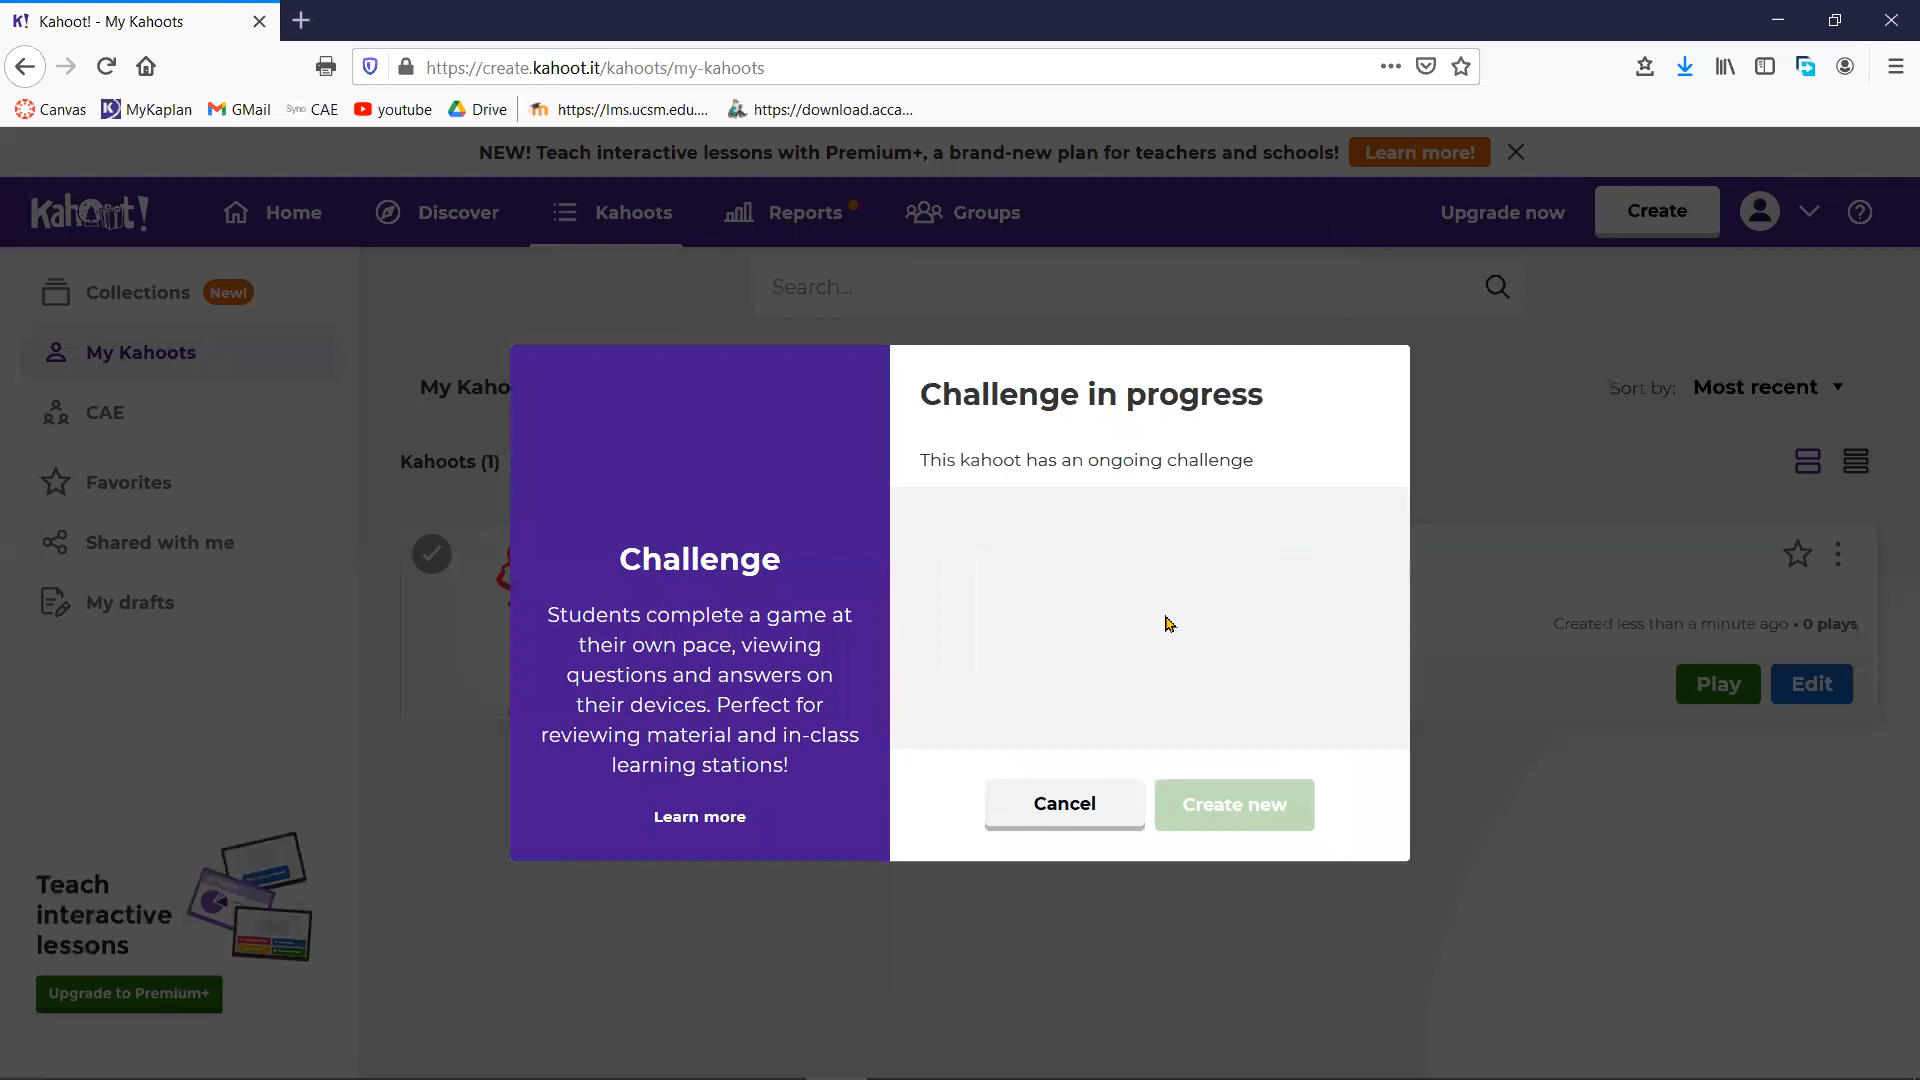 Kahoot! - My Kahoots
https://create.kahoot.it/kahoots/my-kahoots
Canvas MyKaplan GMail Sync CAE youtube Drive https://lms.ucsm.edu.... https://download.acca...
NEW! Teach interactive lessons with Premium+, a brand-new plan for teachers and schools! Learn more!
Kahoot! Home Discover Kahoots Reports Groups Upgrade now Create
Collections New!
My Kahoots
CAE
Favorites
Shared with me
My drafts
Teach
interactive
lessons
Upgrade to Premium+
Search...
My Kaho
Sort by: Most recent
Kahoots (1)
Created less than a minute ago • 0 plays
Play Edit
Challenge
Students complete a game at
their own pace, viewing
questions and answers on
their devices. Perfect for
reviewing material and in-class
learning stations!
Learn more
Challenge in progress
This kahoot has an ongoing challenge
Cancel Create new